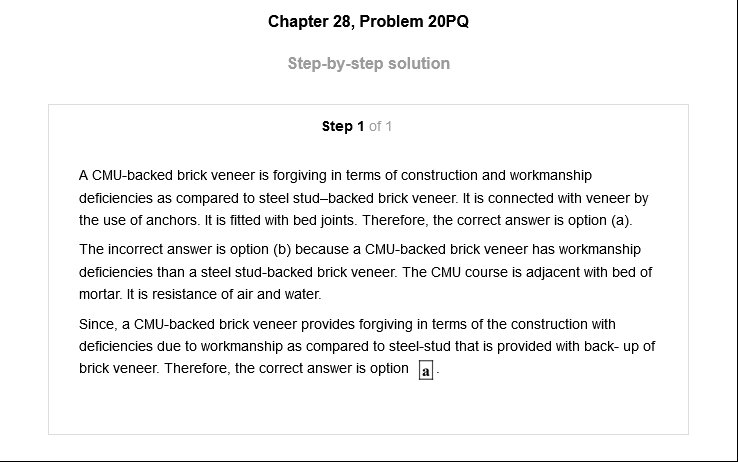 Chapter 28, Problem 20PQ
Step-by-step solution
Step 1 of 1
A CMU-backed brick veneer is forgiving in terms of construction and workmanship
deficiencies as compared to steel stud–backed brick veneer. It is connected with veneer by
the use of anchors. It is fitted with bed joints. Therefore, the correct answer is option (a).
The incorrect answer is option (b) because a CMU-backed brick veneer has workmanship
deficiencies than a steel stud-backed brick veneer. The CMU course is adjacent with bed of
mortar. It is resistance of air and water.
Since, a CMU-backed brick veneer provides forgiving in terms of the construction with
deficiencies due to workmanship as compared to steel-stud that is provided with back- up of
brick veneer. Therefore, the correct answer is option a .